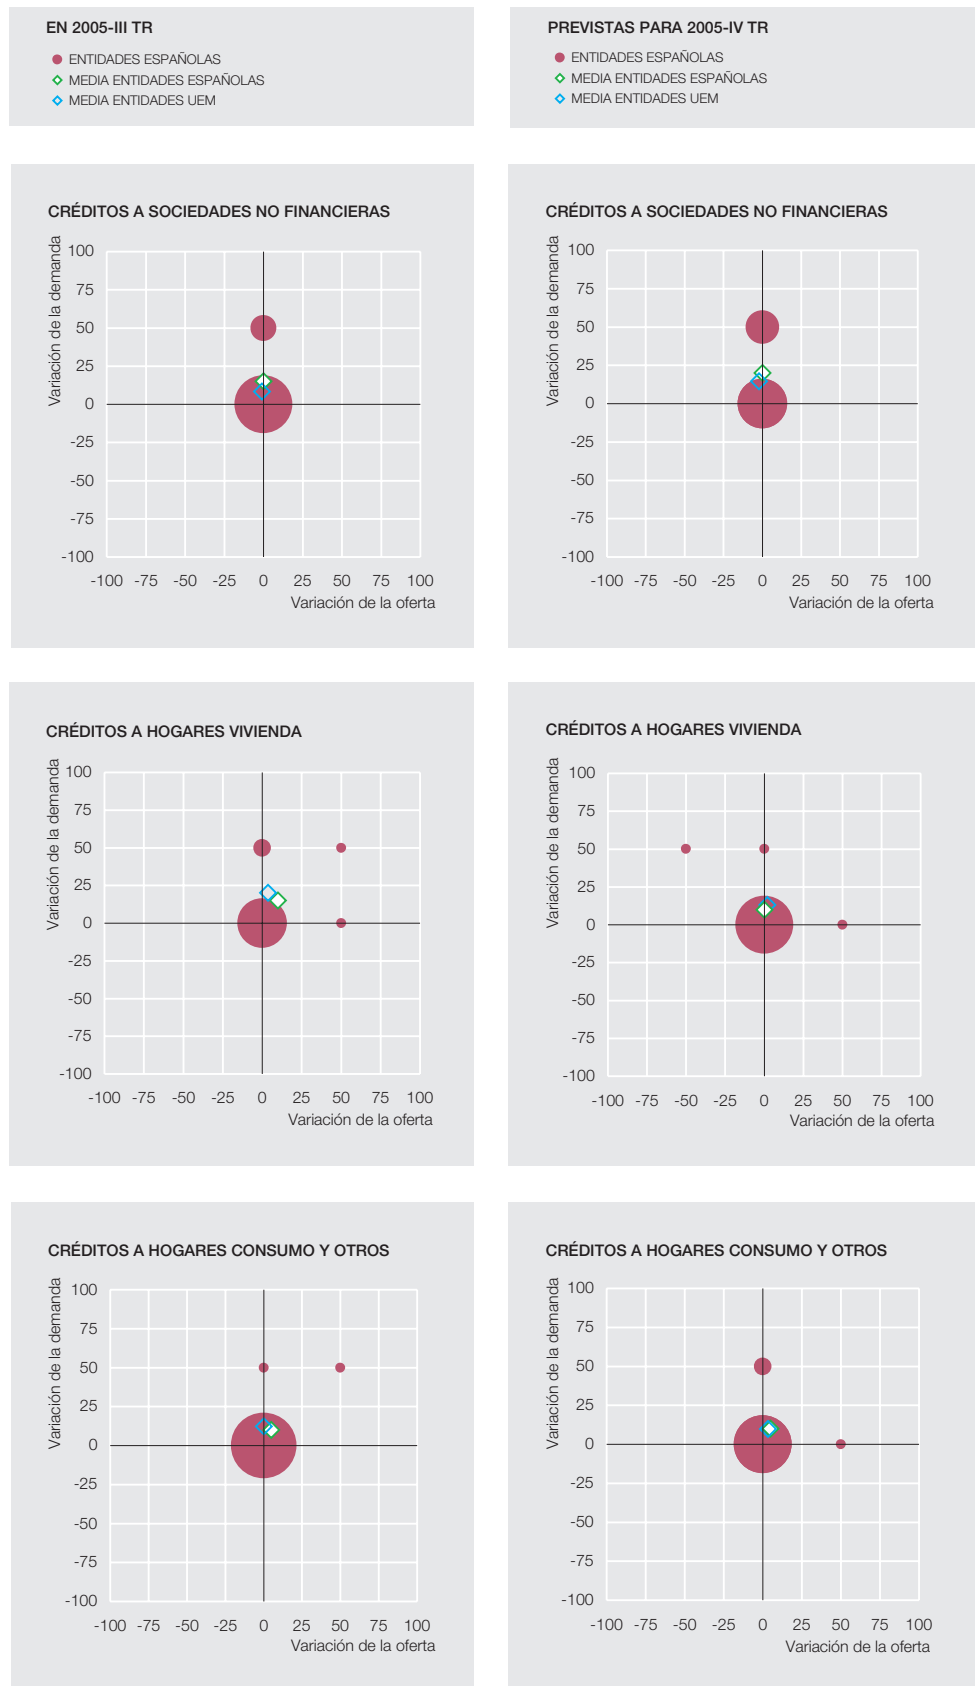 EN 2005-III TR
ENTIDADES ESPAÑOLAS
MEDIA ENTIDADES ESPAÑOLAS
MEDIA ENTIDADES UEM
PREVISTAS PARA 2005-IV TR
ENTIDADES ESPAÑOLAS
MEDIA ENTIDADES ESPAÑOLAS
MEDIA ENTIDADES UEM
CRÉDITOS A SOCIEDADES NO FINANCIERAS
Variación de la demanda
100
75
50
25
0
-25
-50
-75
-100
-100 -75 -50 -25 0 25 50 75 100
Variación de la oferta
CRÉDITOS A SOCIEDADES NO FINANCIERAS
Variación de la demanda
100
75
50
25
0
-25
-50
-75
-100
-100 -75 -50 -25 0 25 50 75 100
Variación de la oferta
CRÉDITOS A HOGARES VIVIENDA
Variación de la demanda
100
75
50
25
0
-25
-50
-75
-100
-100 -75 -50 -25 0 25 50 75 100
Variación de la oferta
CRÉDITOS A HOGARES VIVIENDA
Variación de la demanda
100
75
50
25
0
-25
-50
-75
-100
-100 -75 -50 -25 0 25 50 75 100
Variación de la oferta
CRÉDITOS A HOGARES CONSUMO Y OTROS
Variación de la demanda
100
75
50
25
0
-25
-50
-75
-100
-100 -75 -50 -25 0 25 50 75 100
Variación de la oferta
CRÉDITOS A HOGARES CONSUMO Y OTROS
Variación de la demanda
100
75
50
25
0
-25
-50
-75
-100
-100 -75 -50 -25 0 25 50 75 100
Variación de la oferta